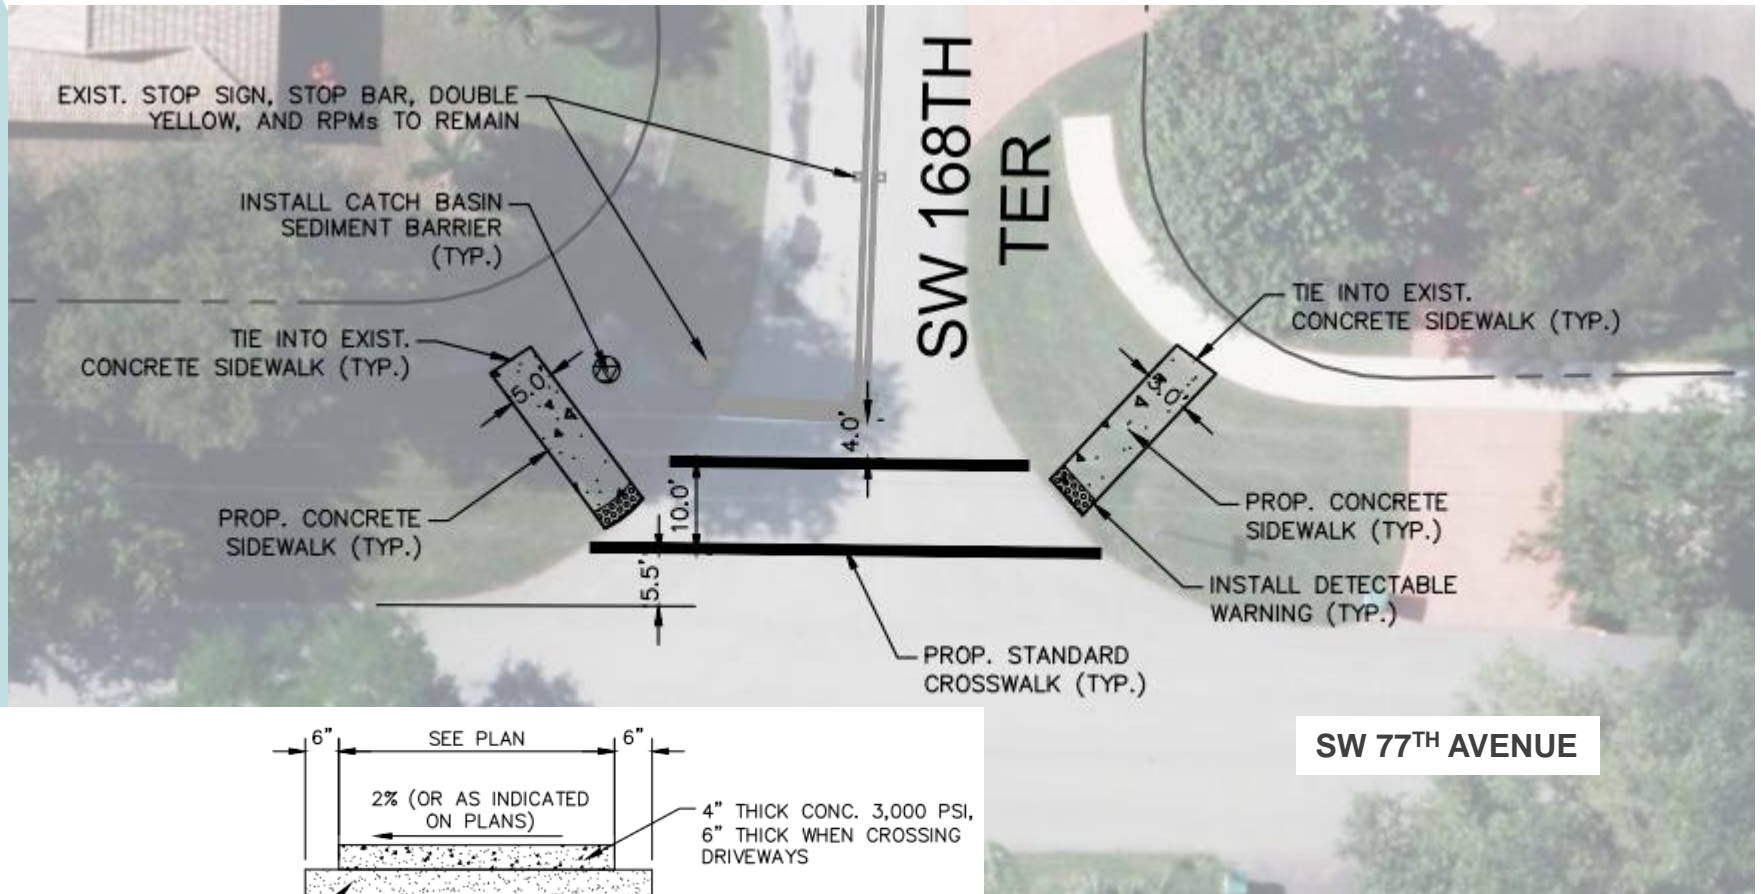 EXIST. STOP SIGN, STOP BAR, DOUBLE
YELLOW, AND RPMs TO REMAIN
INSTALL CATCH BASIN
SEDIMENT BARRIER
(TYP.)
SW 168TH
TER
TIE INTO EXIST.
CONCRETE SIDEWALK (TYP.)
TIE INTO EXIST.
CONCRETE SIDEWALK (TYP.)
5.0'
4.0'
10.0'
5.5'
PROP. CONCRETE
SIDEWALK (TYP.)
PROP. CONCRETE
SIDEWALK (TYP.)
INSTALL DETECTABLE
WARNING (TYP.)
PROP. STANDARD
CROSSWALK (TYP.)
SW 77TH AVENUE
6" SEE PLAN 6"
2% (OR AS INDICATED
ON PLANS)
4" THICK CONC. 3,000 PSI,
6" THICK WHEN CROSSING
DRIVEWAYS